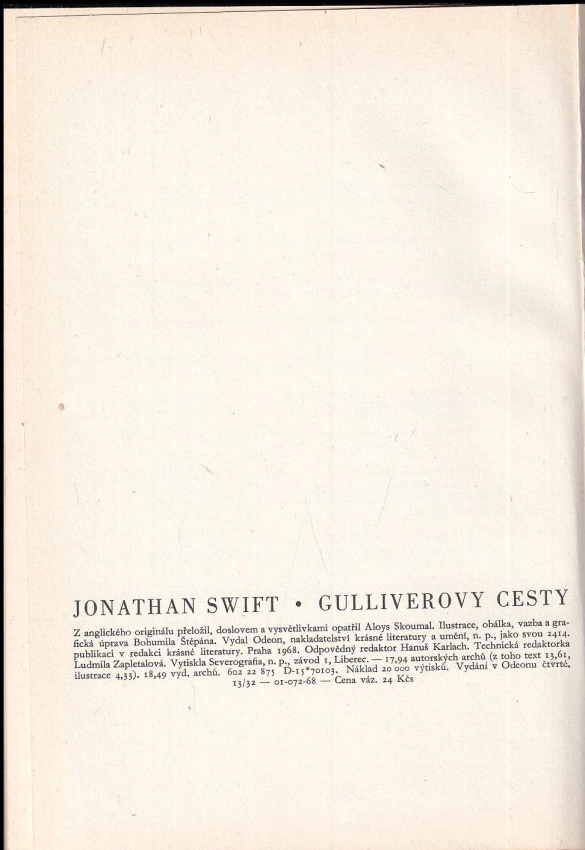 JONATHAN SWIFT • GULLIVEROVY CESTY
Z anglického originálu přeložil, doslovem a vysvětlivkami opatřil Aloys Skoumal. Ilustrace, obálka, vazba a gra-
fická úprava Bohumila Štěpána. Vydal Odeon, nakladatelství krásné literatury a umění, n. p., jako svou 2414.
publikaci v redakci krásné literatury. Praha 1968. Odpovědný redaktor Hanuš Karlach. Technická redaktorka
Ludmila Zapletalová. Vytiskla Severografia, n. p., závod 1, Liberec. — 17,94 autorských archů (z toho text 13,61,
ilustrace 4,33). 18,49 vyd. archů. 602 22 875 D-15*70103. Náklad 20 000 výtisků. Vydání v Odeonu čtvrté.
13/32 — 01-072-68 — Cena váz. 24 Kčs